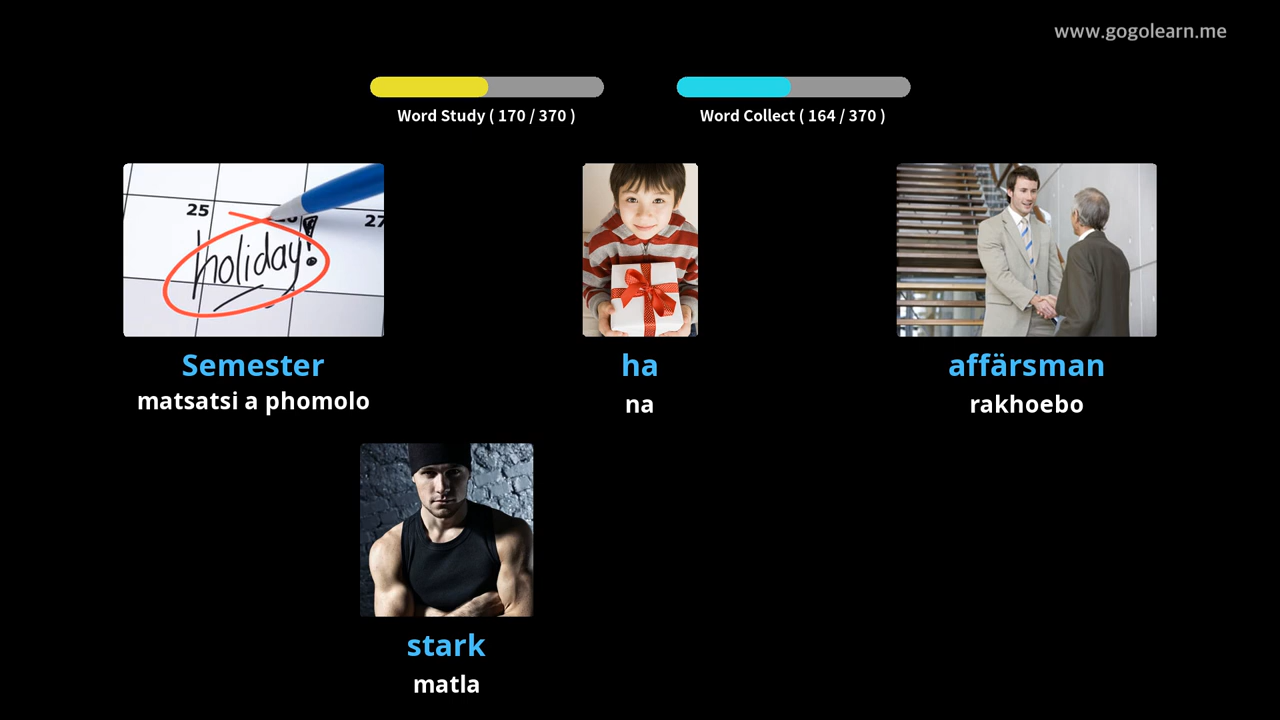 www.gogolearn.me
Word Study ( 170 / 370 )
Word Collect ( 164 / 370 )
25
27
holiday!
Semester
matsatsi a phomolo
ha
na
affärsman
rakhoebo
stark
matla